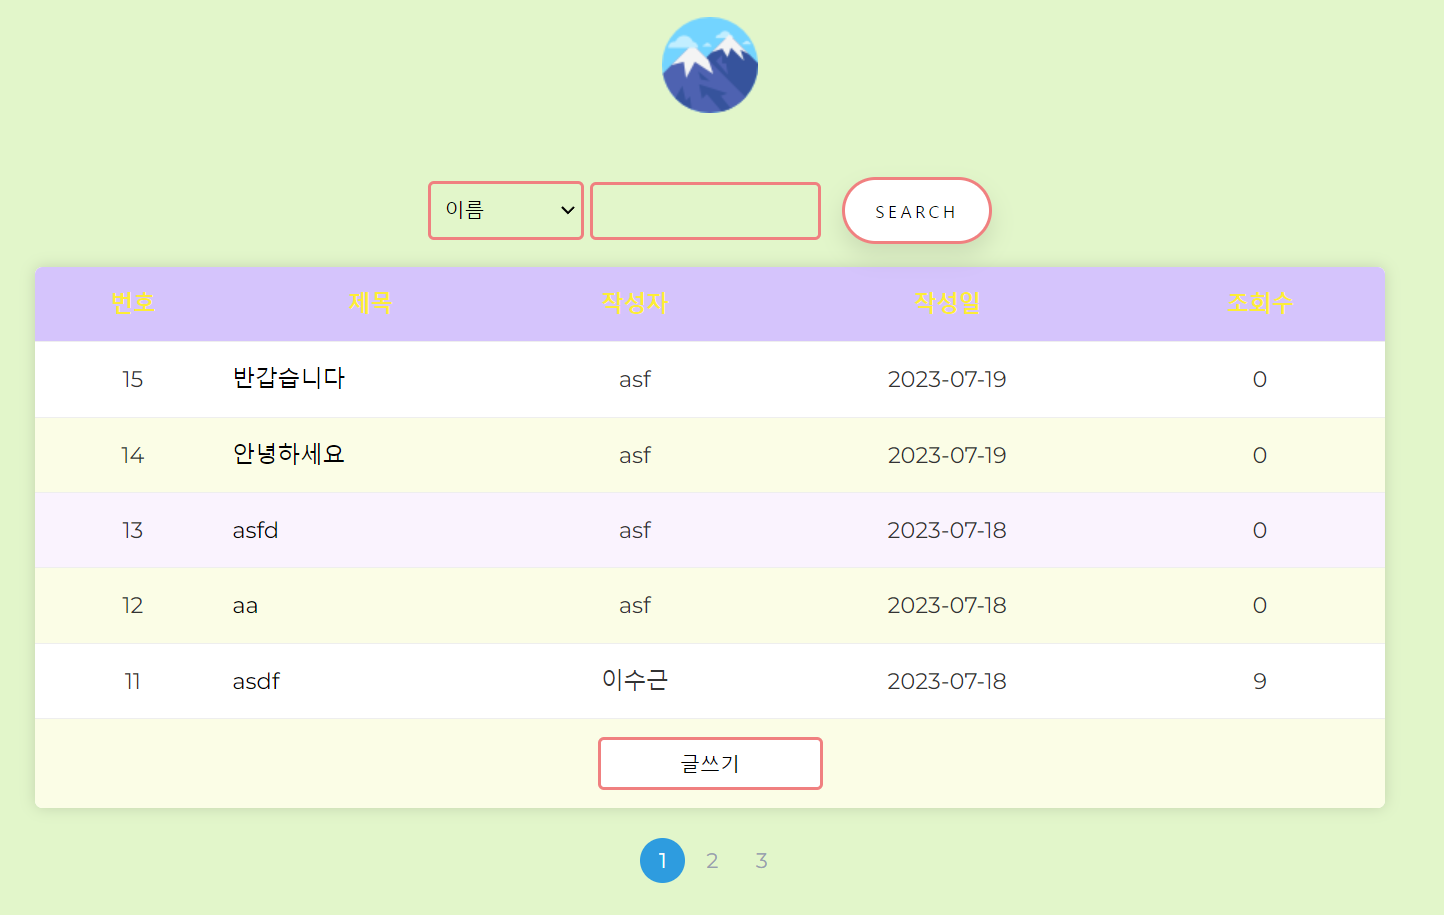 이름 SEARCH
번호 제목 작성자 작성일 조회수
15 반갑습니다 asf 2023-07-19 0
14 안녕하세요 asf 2023-07-19 0
13 asfd asf 2023-07-18 0
12 aa asf 2023-07-18 0
11 asdf 이수근 2023-07-18 9
글쓰기
1 2 3